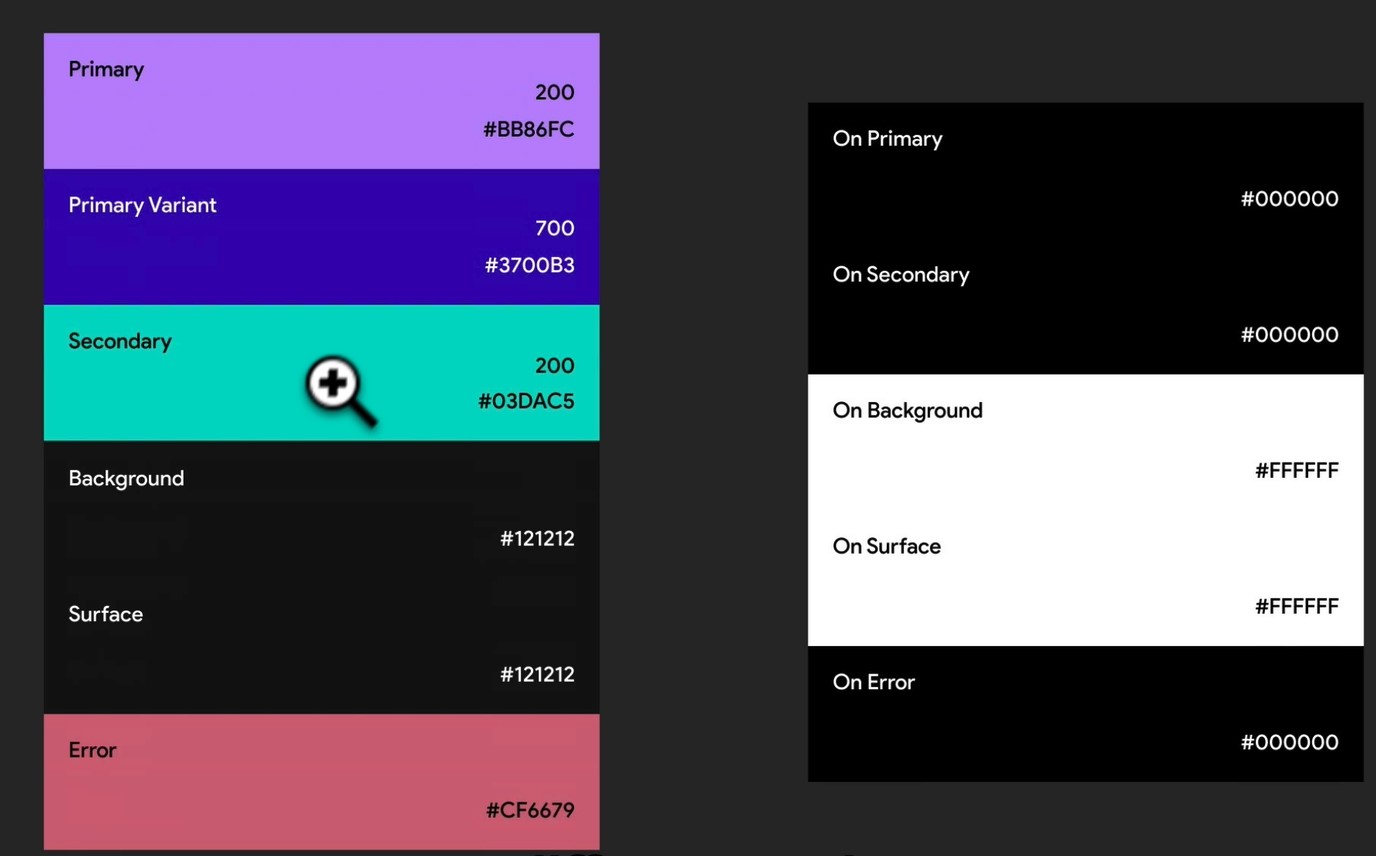 Primary
200
#BB86FC
Primary Variant
700
#3700B3
Secondary
200
#03DAC5
Background
#121212
Surface
#121212
Error
#CF6679
On Primary
#000000
On Secondary
#000000
On Background
#FFFFFF
On Surface
#FFFFFF
On Error
#000000